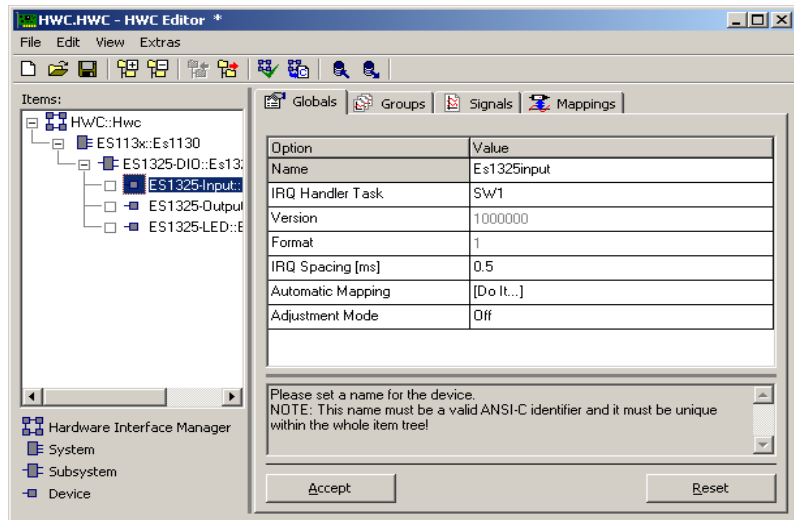 HWC.HWC - HWC Editor *
File Edit View Extras
Items:
HWC::Hwc
ES113x::Es1130
ES1325-DIO::Es13
ES1325-Input::
ES1325-Output
ES1325-LED::E
Globals Groups Signals Mappings
Option Value
Name Es1325input
IRQ Handler Task SW1
Version 1000000
Format 1
IRQ Spacing [ms] 0.5
Automatic Mapping [Do It...]
Adjustment Mode Off
Please set a name for the device.
NOTE: This name must be a valid ANSI-C identifier and it must be unique
within the whole item tree!
Hardware Interface Manager
System
Subsystem
Device
Accept Reset